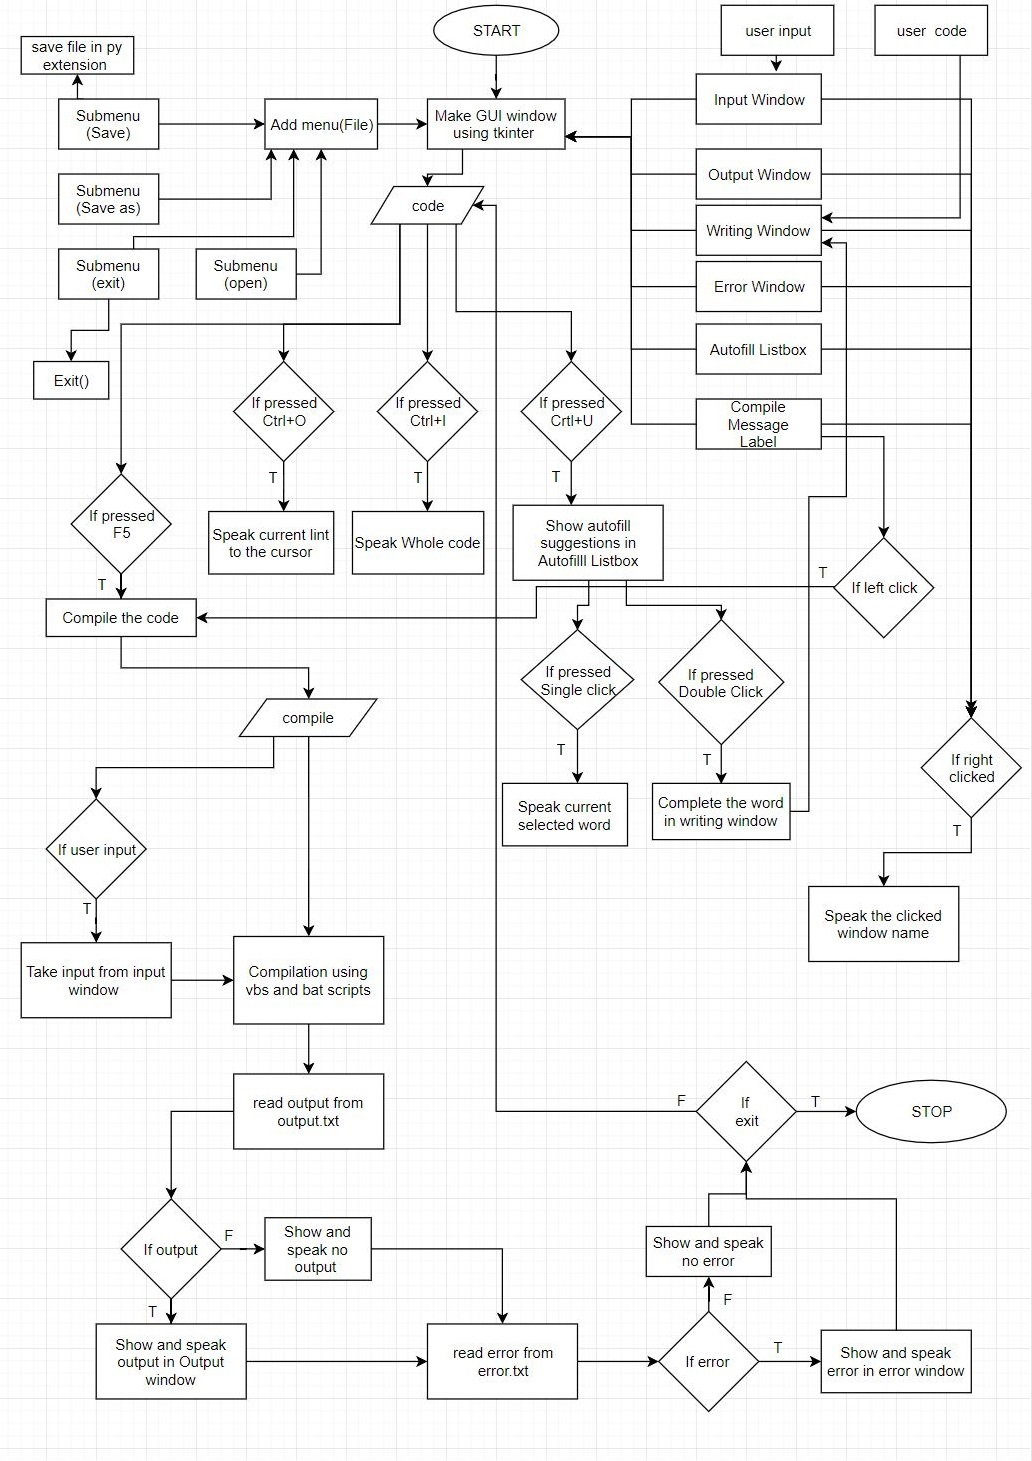 START
user input
user  code
save file in py
extension
Submenu
(Save)
Add menu(File)
Make GUI window
using tkinter
Input Window
Submenu
(Save as)
code
Output Window
Writing Window
Submenu
(exit)
Submenu
(open)
Error Window
Autofill Listbox
Exit()
If pressed
Ctrl+O
If pressed
Ctrl+I
If pressed
Crtl+U
Compile
Message
Label
T
T
T
If pressed
F5
Speak current lint
to the cursor
Speak Whole code
Show autofill
suggestions in
Autofilll Listbox
T
T
If left click
Compile the code
If pressed
Single click
If pressed
Double Click
compile
T
T
If right
clicked
Speak current
selected word
Complete the word
in writing window
T
If user input
T
Speak the clicked
window name
Take input from input
window
Compilation using
vbs and bat scripts
read output from
output.txt
F
If
exit
T
STOP
If output
F
Show and
speak no
output
Show and speak
no error
T
F
Show and speak
output in Output
window
read error from
error.txt
If error
T
Show and speak
error in error window